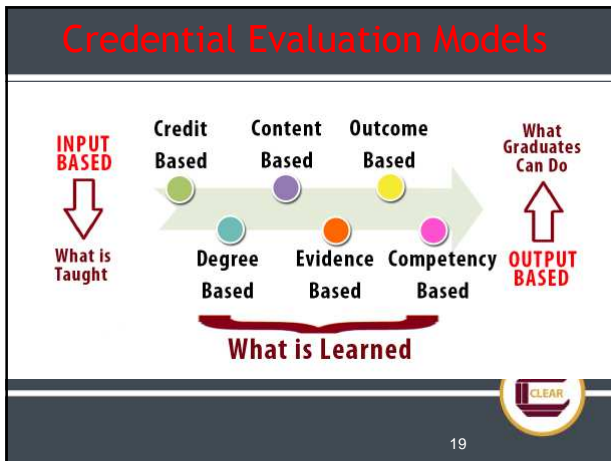 Credential Evaluation Models
INPUT
BASED
What is
Taught
Credit
Based
Content
Based
Outcome
Based
Degree
Based
Evidence
Based
Competency
Based
What is Learned
What
Graduates
Can Do
OUTPUT
BASED
CLEAR
19